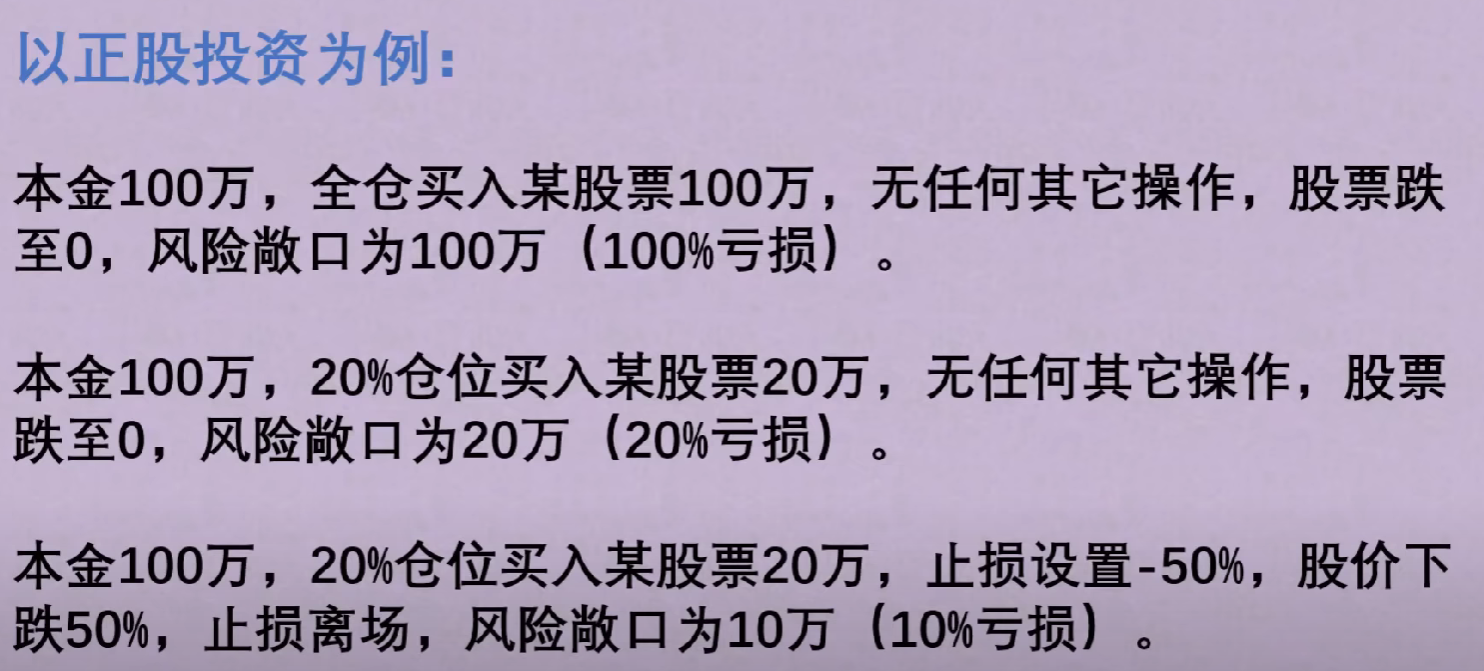 以正股投资为例：
本金100万，全仓买入某股票100万，无任何其它操作，股票跌
至0，风险敞口为100万（100%亏损）。
本金100万，20%仓位买入某股票20万，无任何其它操作，股票
跌至0，风险敞口为20万（20%亏损）。
本金100万，20%仓位买入某股票20万，止损设置-50%，股价下
跌50%，止损离场，风险敞口为10万（10%亏损）。